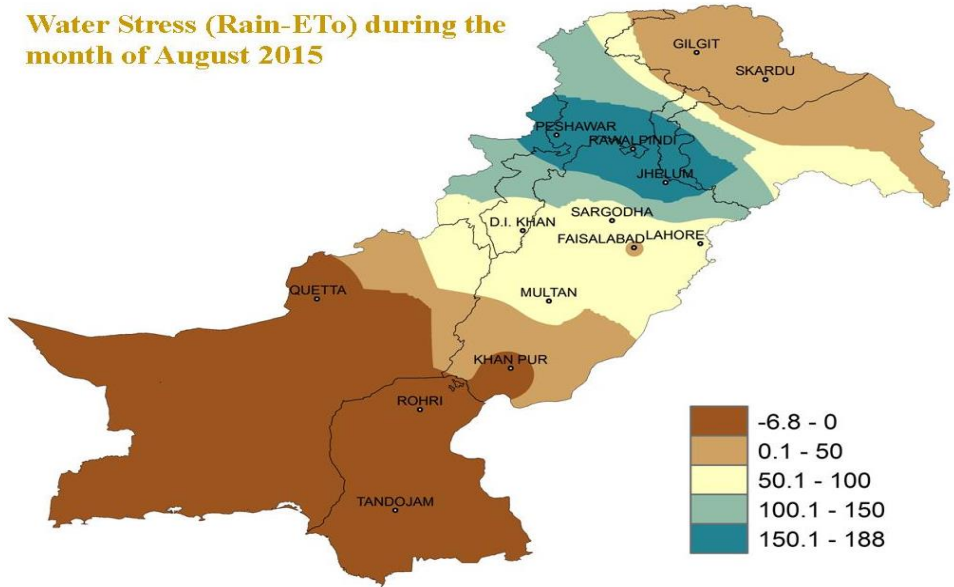 Water Stress (Rain-ETo) during the
month of August 2015
GILGIT
SKARDU
PESHAWAR
RAWALPINDI
JHELUM
SARGODHA
D.I. KHAN
FAISALABAD
LAHORE
QUETTA
MULTAN
KHAN PUR
ROHRI
TANDOJAM
-6.8 - 0
0.1 - 50
50.1 - 100
100.1 - 150
150.1 - 188